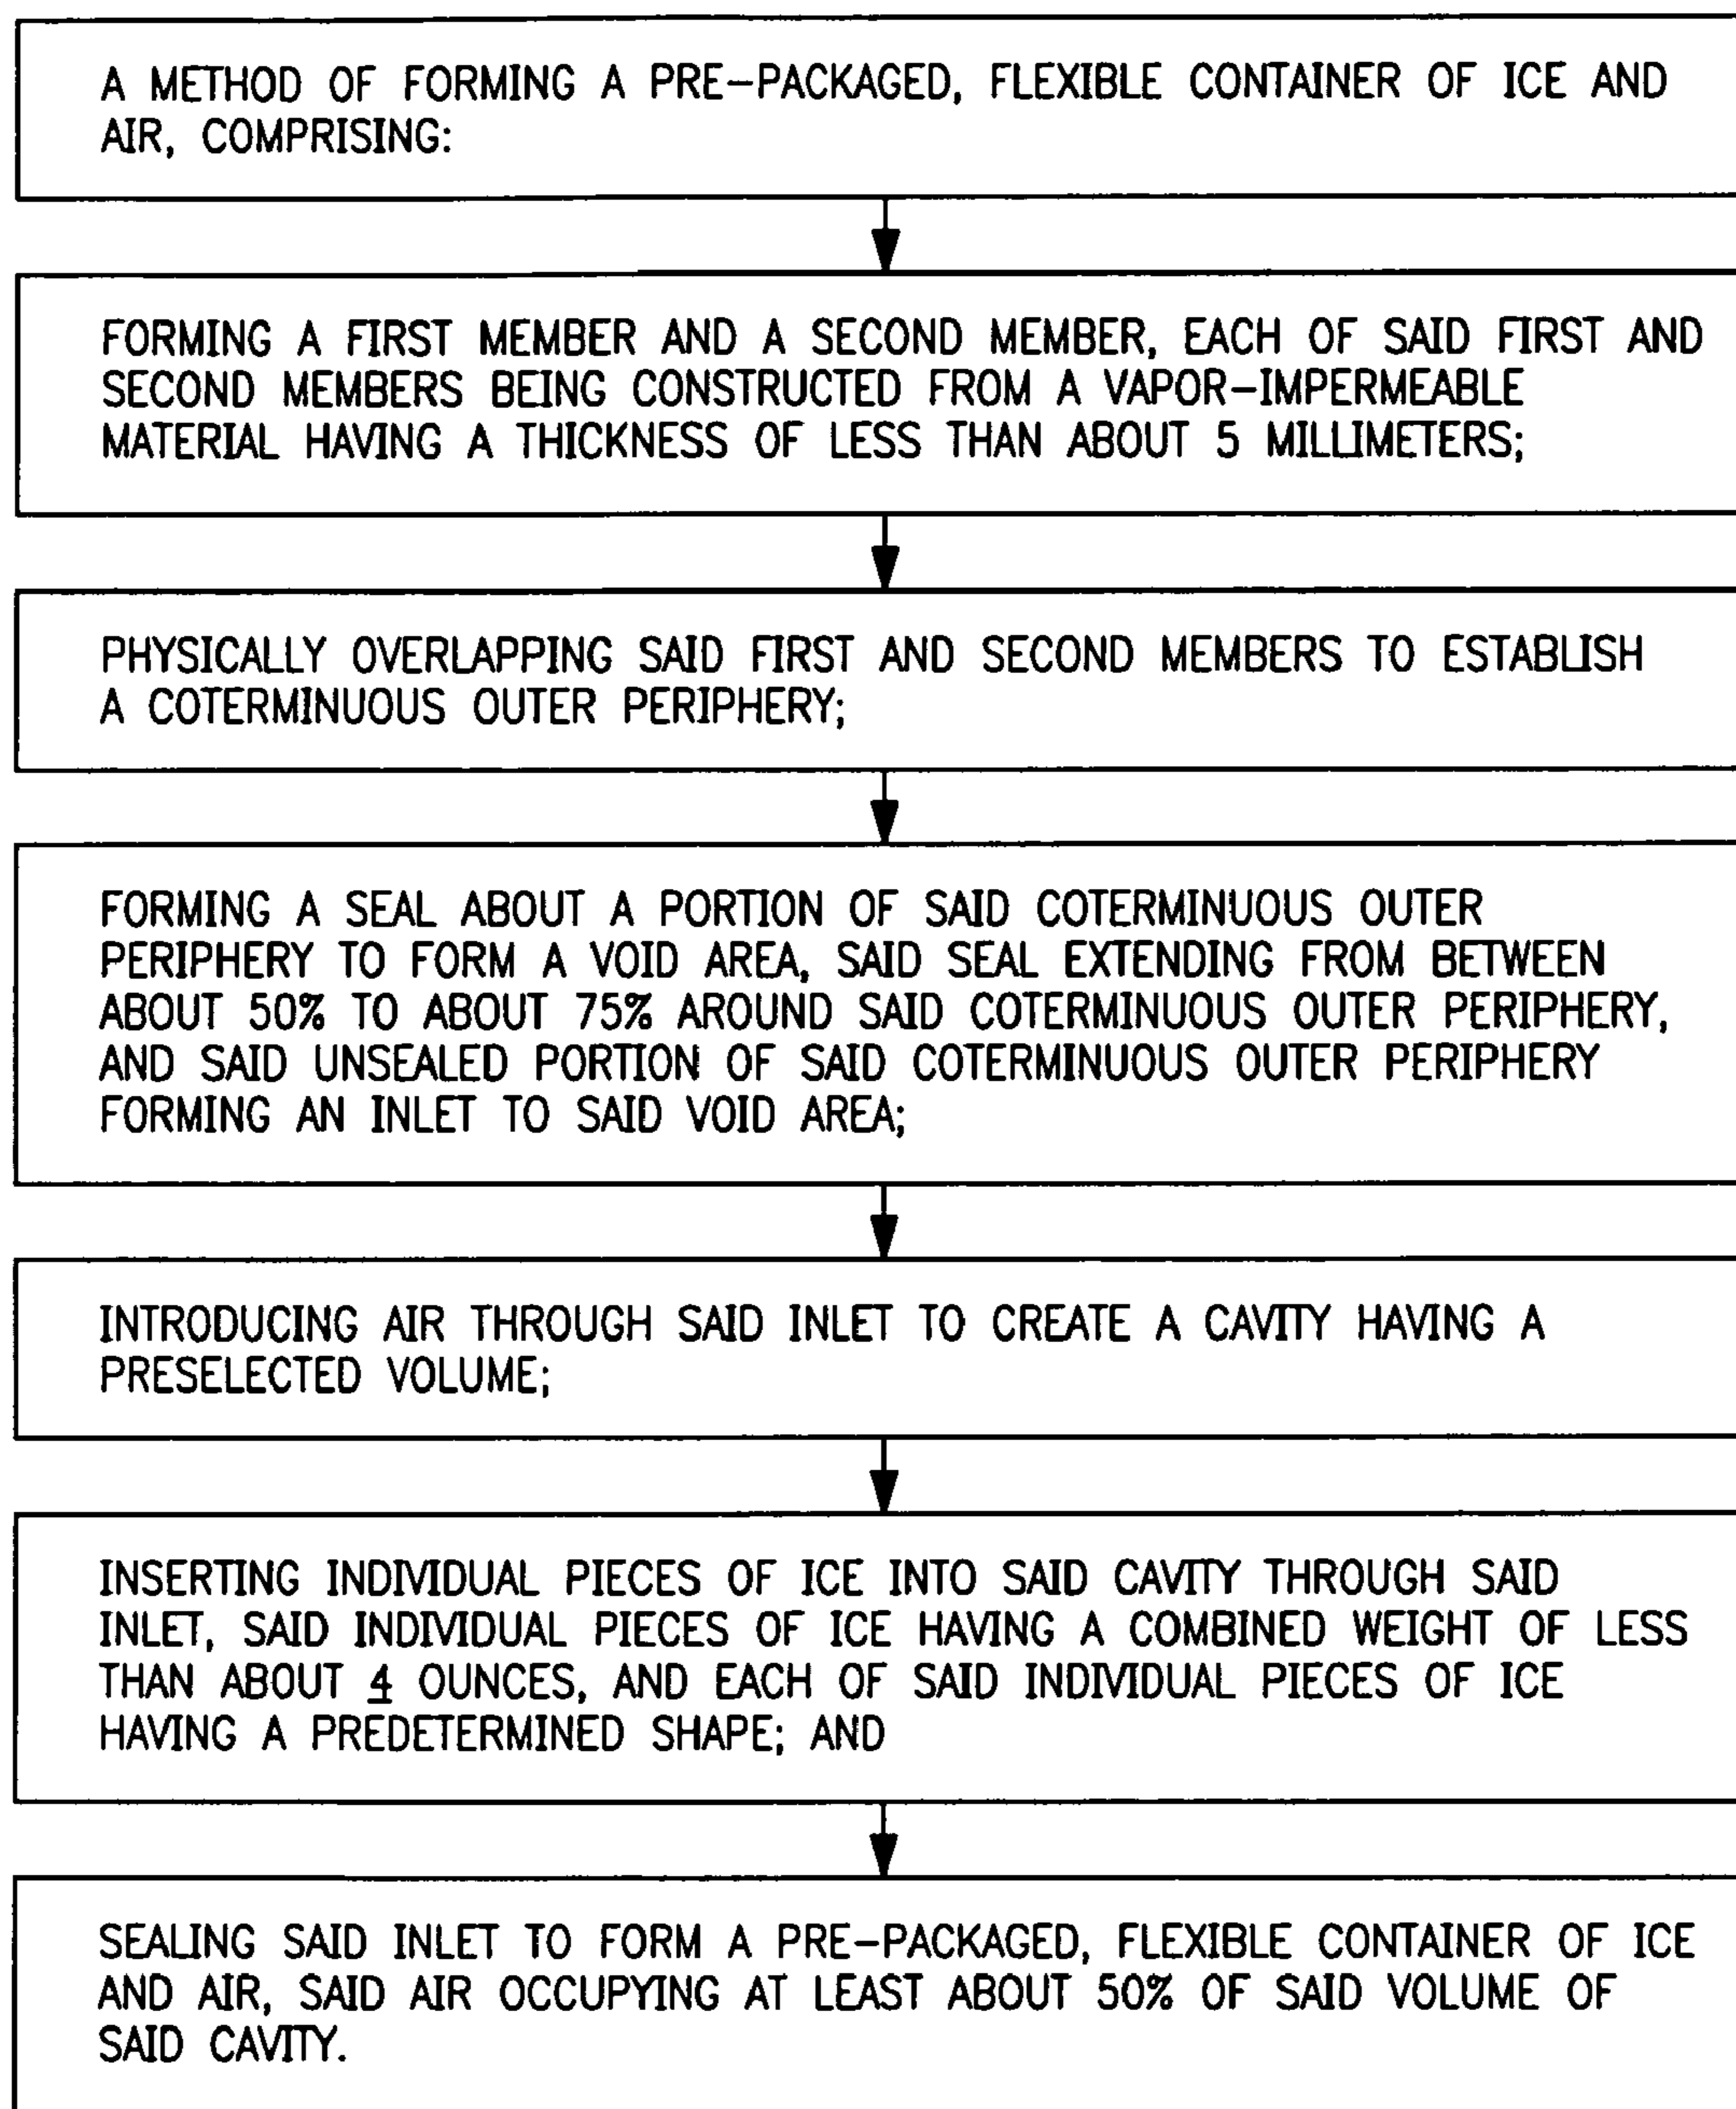 A METHOD OF FORMING A PRE-PACKAGED, FLEXIBLE CONTAINER OF ICE AND
AIR, COMPRISING:
FORMING A FIRST MEMBER AND A SECOND MEMBER, EACH OF SAID FIRST AND
SECOND MEMBERS BEING CONSTRUCTED FROM A VAPOR-IMPERMEABLE
MATERIAL HAVING A THICKNESS OF LESS THAN ABOUT 5 MILLIMETERS;
PHYSICALLY OVERLAPPING SAID FIRST AND SECOND MEMBERS TO ESTABLISH
A COTERMINUOUS OUTER PERIPHERY;
FORMING A SEAL ABOUT A PORTION OF SAID COTERMINUOUS OUTER
PERIPHERY TO FORM A VOID AREA, SAID SEAL EXTENDING FROM BETWEEN
ABOUT 50% TO ABOUT 75% AROUND SAID COTERMINUOUS OUTER PERIPHERY,
AND SAID UNSEALED PORTION OF SAID COTERMINUOUS OUTER PERIPHERY
FORMING AN INLET TO SAID VOID AREA;
INTRODUCING AIR THROUGH SAID INLET TO CREATE A CAVITY HAVING A
PRESELECTED VOLUME;
INSERTING INDIVIDUAL PIECES OF ICE INTO SAID CAVITY THROUGH SAID
INLET, SAID INDIVIDUAL PIECES OF ICE HAVING A COMBINED WEIGHT OF LESS
THAN ABOUT 4 OUNCES, AND EACH OF SAID INDIVIDUAL PIECES OF ICE
HAVING A PREDETERMINED SHAPE; AND
SEALING SAID INLET TO FORM A PRE-PACKAGED, FLEXIBLE CONTAINER OF ICE
AND AIR, SAID AIR OCCUPYING AT LEAST ABOUT 50% OF SAID VOLUME OF
SAID CAVITY.